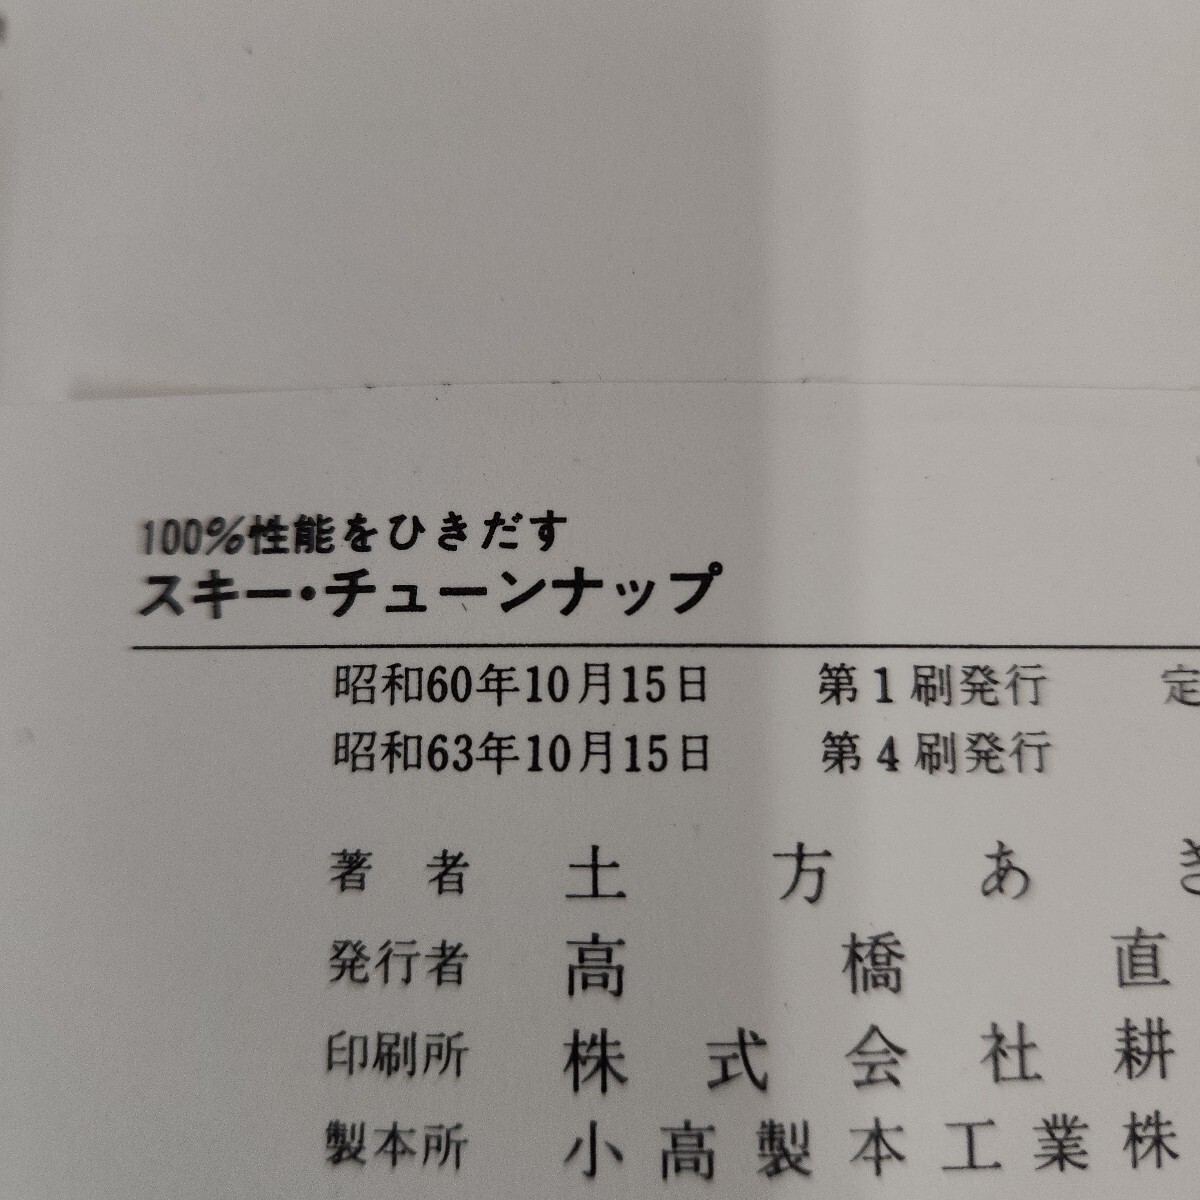 100%性能をひきだす
スキー・チューンナップ
昭和60年10月15日 第1刷発行 定
昭和63年10月15日 第4刷発行
著者 土方あき
発行者 高橋直
印刷所 株式会社耕
製本所 小高製本工業株